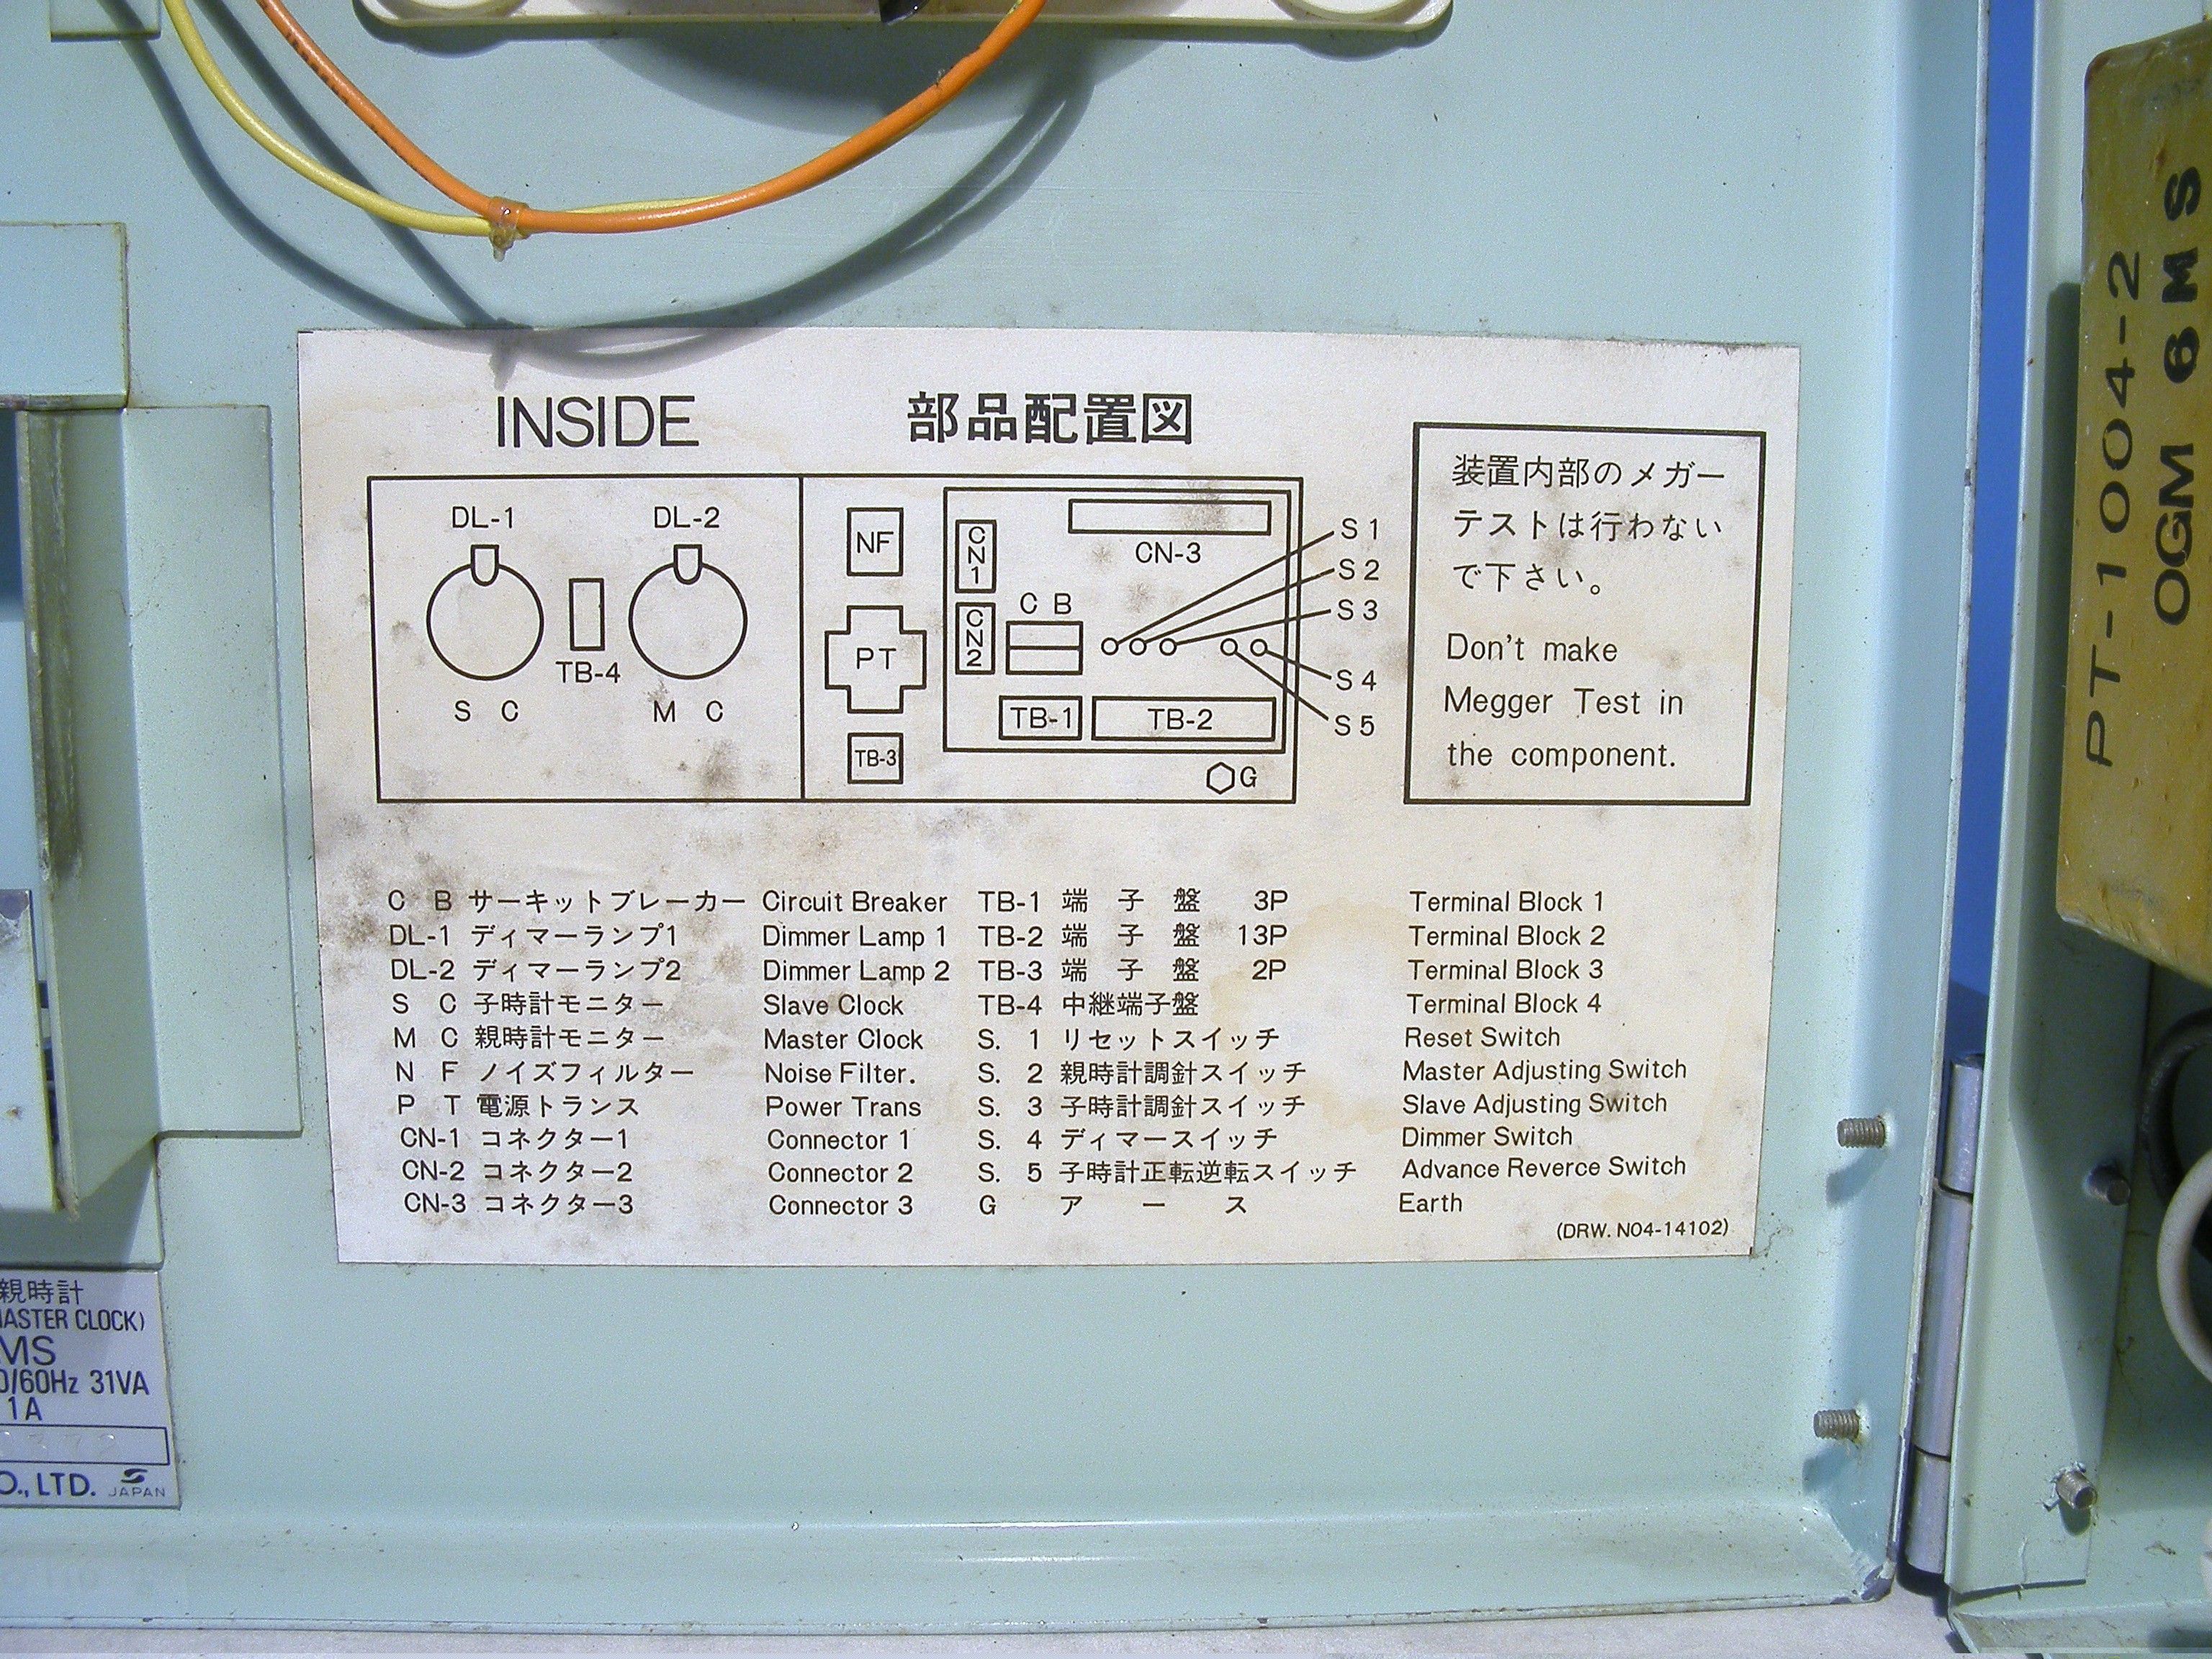 INSIDE 部品配置図
DL-1 DL-2
TB-4
S C M C
NF
PT
TB-3
CN1
CN2
CN-3
C B
TB-1 TB-2
G
S1
S2
S3
S4
S5
装置内部のメガー
テストは行わない
で下さい。
Don't make
Megger Test in
the component.
C B サーキットブレーカー Circuit Breaker TB-1 端子盤 3P Terminal Block 1
DL-1 ディマーランプ1 Dimmer Lamp 1 TB-2 端子盤 13P Terminal Block 2
DL-2 ディマーランプ2 Dimmer Lamp 2 TB-3 端子盤 2P Terminal Block 3
S C 子時計モニター Slave Clock TB-4 中継端子盤 Terminal Block 4
M C 親時計モニター Master Clock S. 1 リセットスイッチ Reset Switch
N F ノイズフィルター Noise Filter. S. 2 親時計調針スイッチ Master Adjusting Switch
P T 電源トランス Power Trans S. 3 子時計調針スイッチ Slave Adjusting Switch
CN-1 コネクター1 Connector 1 S. 4 ディマースイッチ Dimmer Switch
CN-2 コネクター2 Connector 2 S. 5 子時計正転逆転スイッチ Advance Reverce Switch
CN-3 コネクター3 Connector 3 G アース Earth
(DRW. N04-14102)
親時計
MASTER CLOCK)
MS
0/60Hz 31VA
1A
O., LTD. JAPAN
PT-1004-2
OGM 6MS